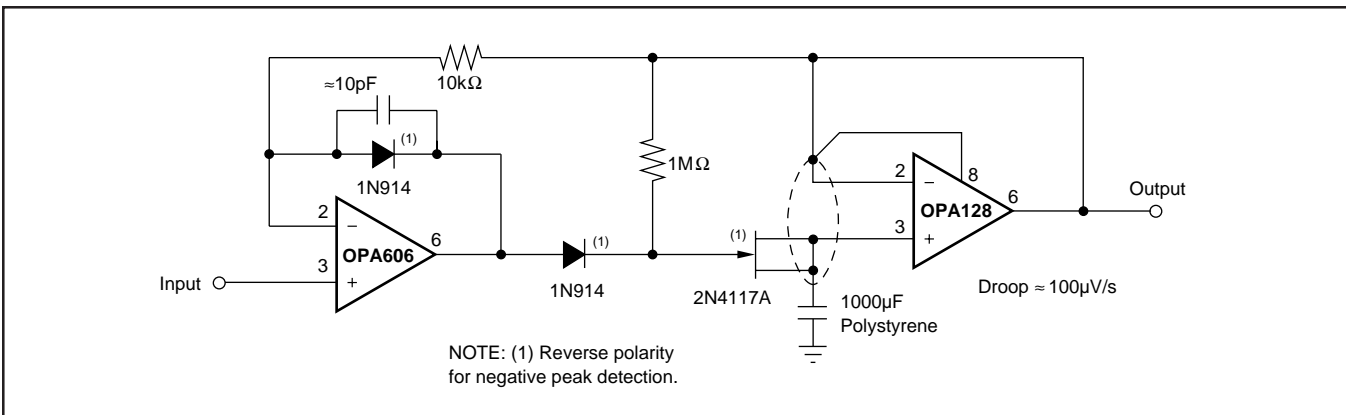 10kΩ
≈10pF
(1)
1N914
1MΩ
2
−
OPA606
6
3
+
Input
(1)
1N914
(1)
2N4117A
2
−
8
OPA128
6
3
+
Output
1000µF
Polystyrene
Droop ≈ 100µV/s
NOTE: (1) Reverse polarity
for negative peak detection.